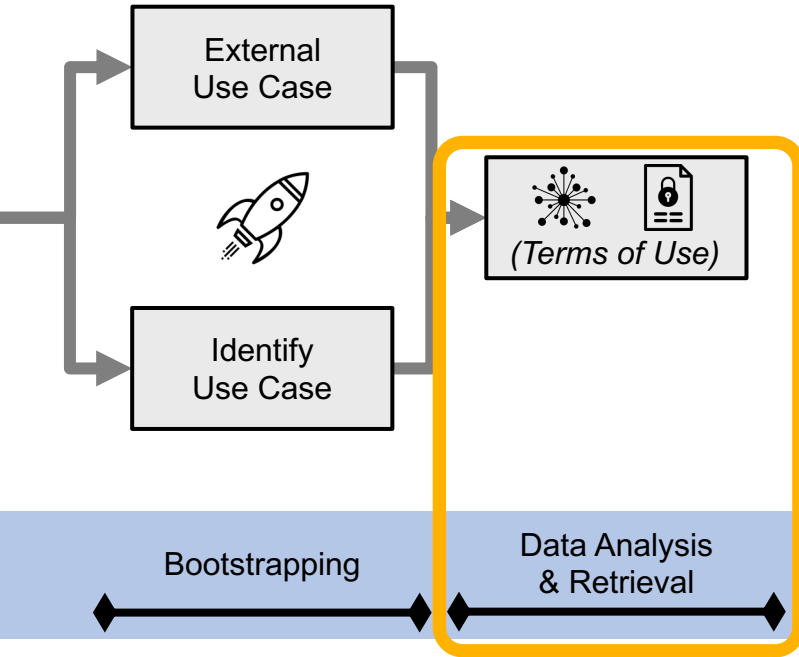 External
Use Case
(Terms of Use)
Identify
Use Case
Bootstrapping
Data Analysis
& Retrieval